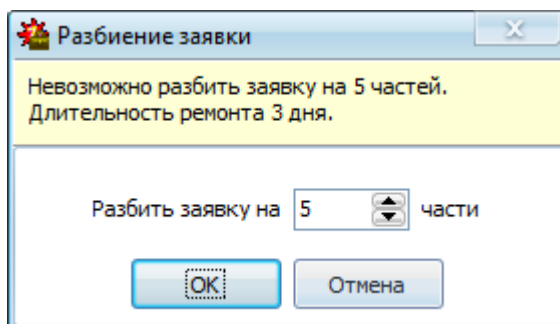 Разбиение заявки
Невозможно разбить заявку на 5 частей.
Длительность ремонта 3 дня.
Разбить заявку на 5 части
OK Отмена